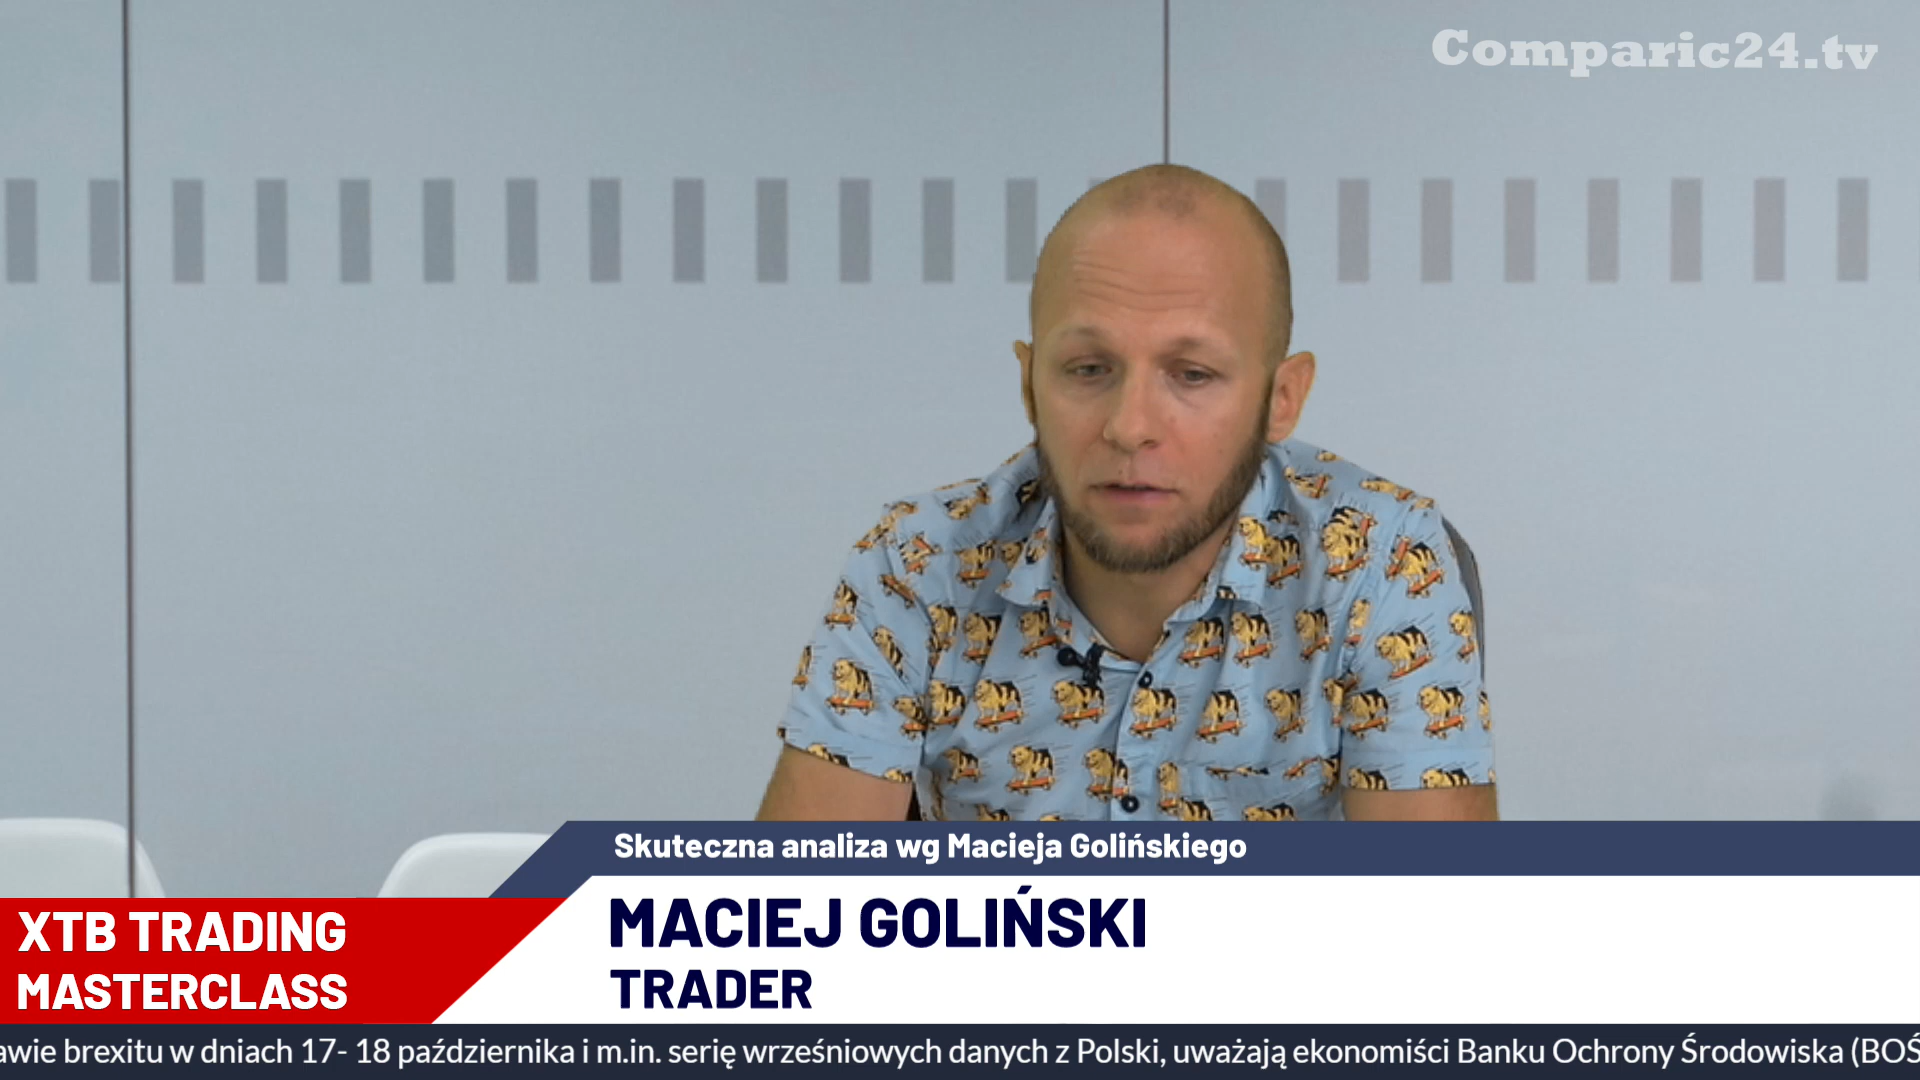 Comparic24.tv
Skuteczna analiza wg Macieja Golińskiego
MACIEJ GOLIŃSKI
TRADER
XTB TRADING
MASTERCLASS
brexitu w dniach 17- 18 października i m.in. serię wrześniowych danych z Polski, uważają ekonomiści Banku Ochrony Środowiska (BOŚ